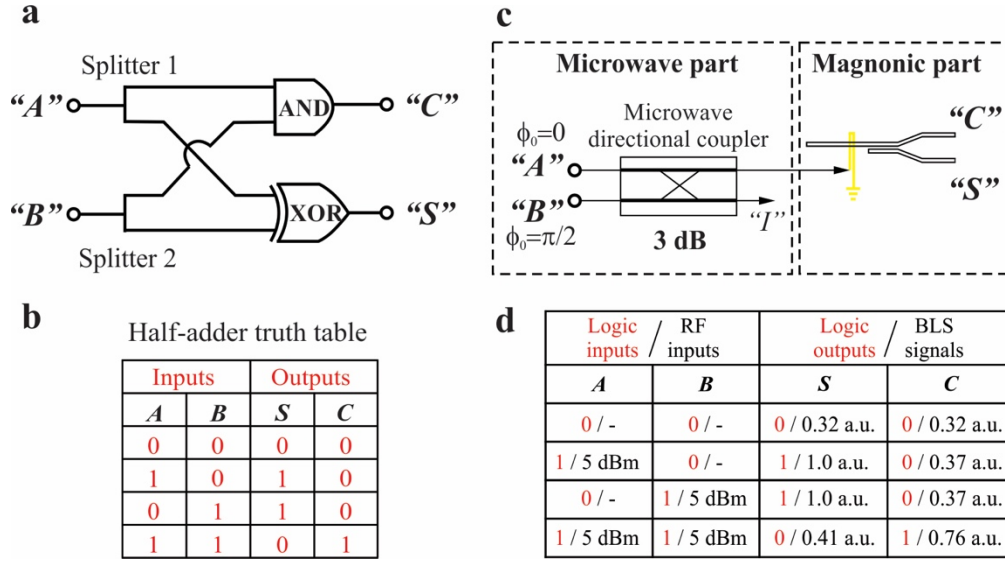 a
Splitter 1
“A”
AND
“C”
“B”
XOR
“S”
Splitter 2
b
Half-adder truth table
Inputs Outputs
A B S C
0 0 0 0
1 0 1 0
0 1 1 0
1 1 0 1
c
Microwave part
Microwave
directional coupler
ϕ₀=0
“A”
“B”
ϕ₀=π/2
3 dB
“I”
Magnonic part
“C”
“S”
d
Logic inputs / RF inputs Logic outputs / BLS signals
A B S C
0 / - 0 / - 0 / 0.32 a.u. 0 / 0.32 a.u.
1 / 5 dBm 0 / - 1 / 1.0 a.u. 0 / 0.37 a.u.
0 / - 1 / 5 dBm 1 / 1.0 a.u. 0 / 0.37 a.u.
1 / 5 dBm 1 / 5 dBm 0 / 0.41 a.u. 1 / 0.76 a.u.